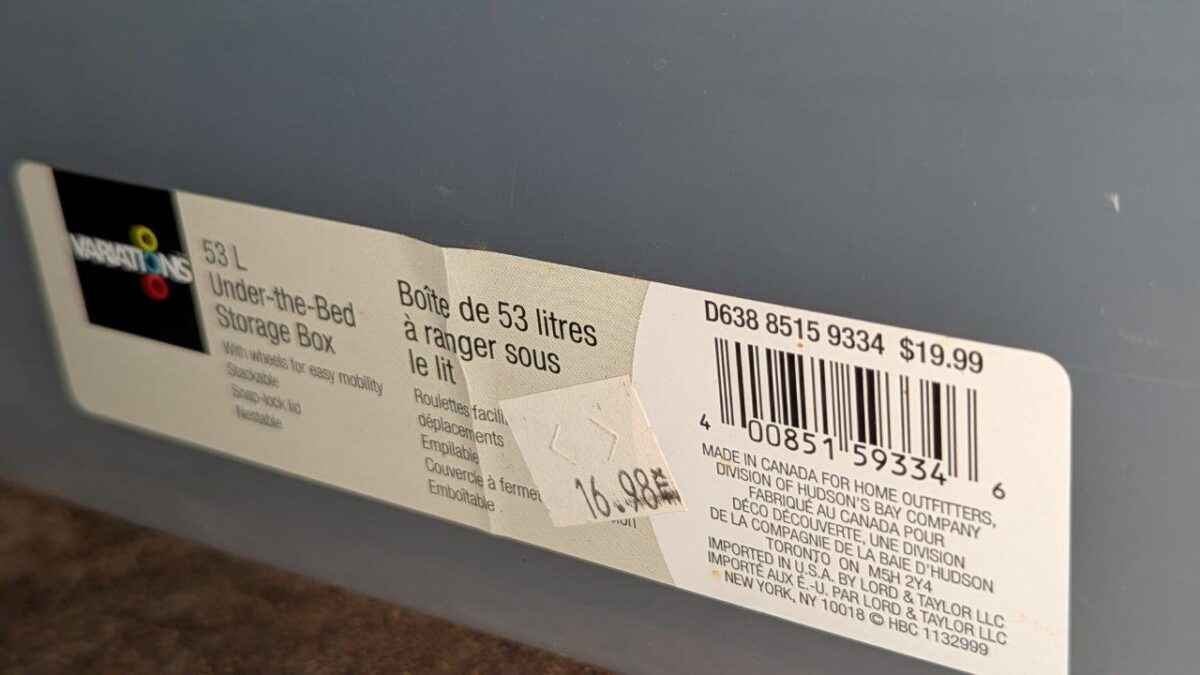 VARIATIONS
53 L
Under-the-Bed
Storage Box
With wheels for easy mobility
Stackable
Snap-lock lid
Nestable
Boîte de 53 litres
à ranger sous
le lit
Roulettes facili
déplacements
Empilable
Couvercle à fermet
Emboîtable
16.98
D638 8515 9334 $19.99
4 00851 59334 6
MADE IN CANADA FOR HOME OUTFITTERS,
DIVISION OF HUDSON'S BAY COMPANY
FABRIQUÉ AU CANADA POUR
DÉCO DÉCOUVERTE, UNE DIVISION
DE LA COMPAGNIE DE LA BAIE D'HUDSON
TORONTO ON M5H 2Y4
IMPORTED IN U.S.A. BY LORD & TAYLOR LLC
IMPORTÉ AUX É.-U. PAR LORD & TAYLOR LLC
NEW YORK, NY 10018 © HBC 1132999